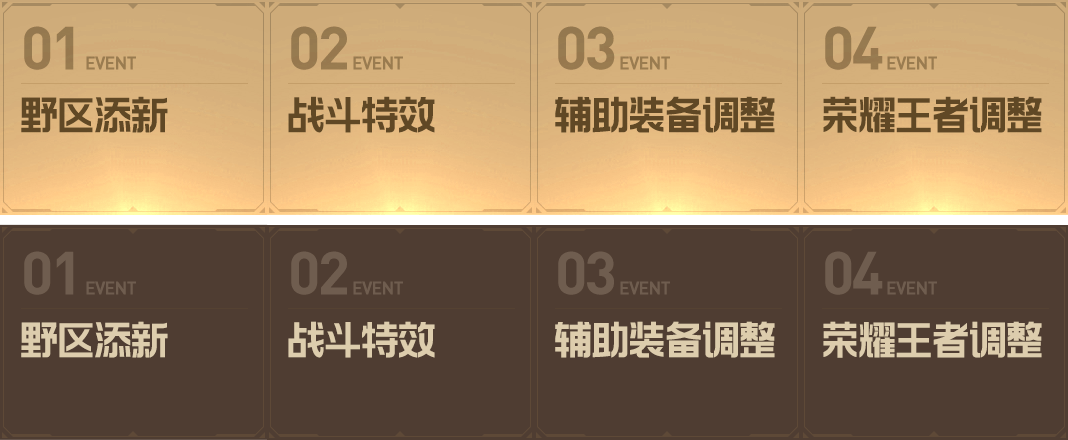 01 EVENT
野区添新
02 EVENT
战斗特效
03 EVENT
辅助装备调整
04 EVENT
荣耀王者调整
01 EVENT
野区添新
02 EVENT
战斗特效
03 EVENT
辅助装备调整
04 EVENT
荣耀王者调整